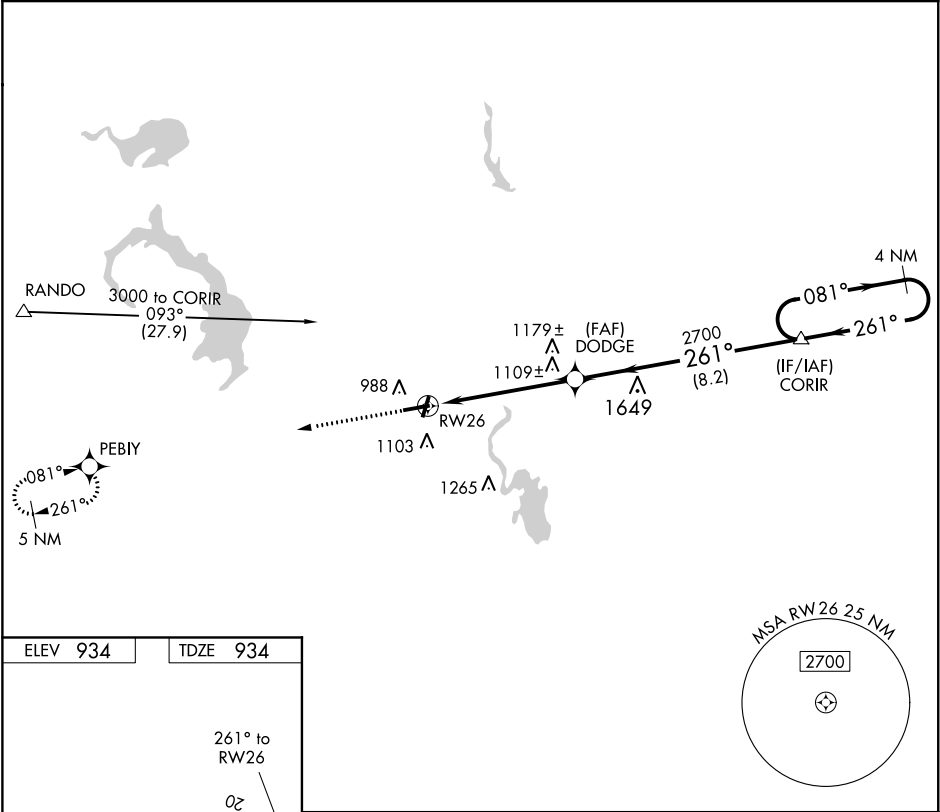 4 NM
081°
261°
RANDO
3000 to CORIR
093°
(27.9)
1179±
(FAF)
DODGE
2700
261°
(8.2)
(IF/IAF)
CORIR
1109±
988
1649
RW26
1103
PEBIY
081°
261°
5 NM
1265
MSA RW26 25 NM
2700
ELEV 934
TDZE 934
261° to
RW26
20